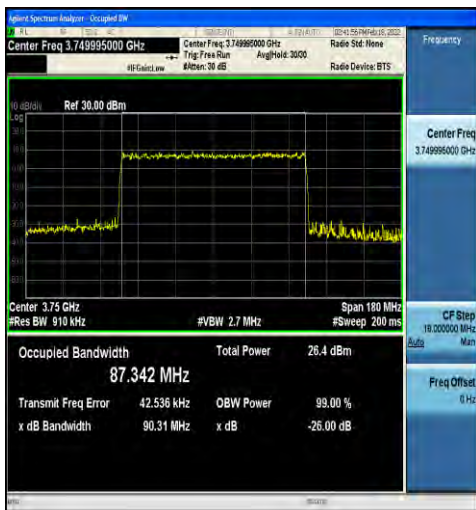 Agilent Spectrum Analyzer - Occupied BW
Center Freq 3.749995000 GHz
Center Freq: 3.749995000 GHz
Radio Std: None
Trig: Free Run
Avg|Hold: 30/30
#IFGain:Low
#Atten: 30 dB
Radio Device: BTS
10 dB/div
Ref 30.00 dBm
Log
Center 3.75 GHz
Span 180 MHz
#Res BW 910 kHz
#VBW 2.7 MHz
#Sweep 200 ms
Occupied Bandwidth
Total Power
26.4 dBm
87.342 MHz
Transmit Freq Error
42.536 kHz
OBW Power
99.00 %
x dB Bandwidth
90.31 MHz
x dB
-26.00 dB
Frequency
Center Freq
3.749995000 GHz
CF Step
18.000000 MHz
Auto
Man
Freq Offset
0 Hz